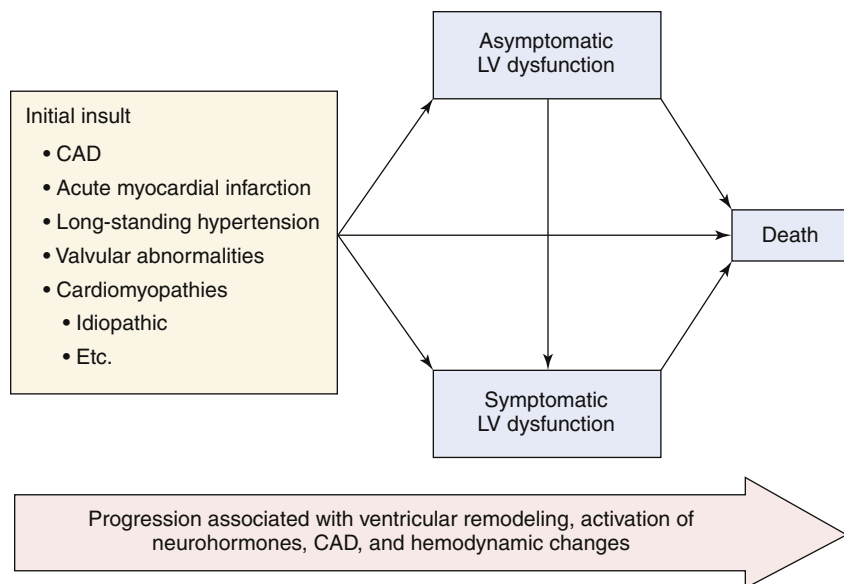 Initial insult
• CAD
• Acute myocardial infarction
• Long-standing hypertension
• Valvular abnormalities
• Cardiomyopathies
• Idiopathic
• Etc.
Asymptomatic
LV dysfunction
Symptomatic
LV dysfunction
Death
Progression associated with ventricular remodeling, activation of
neurohormones, CAD, and hemodynamic changes